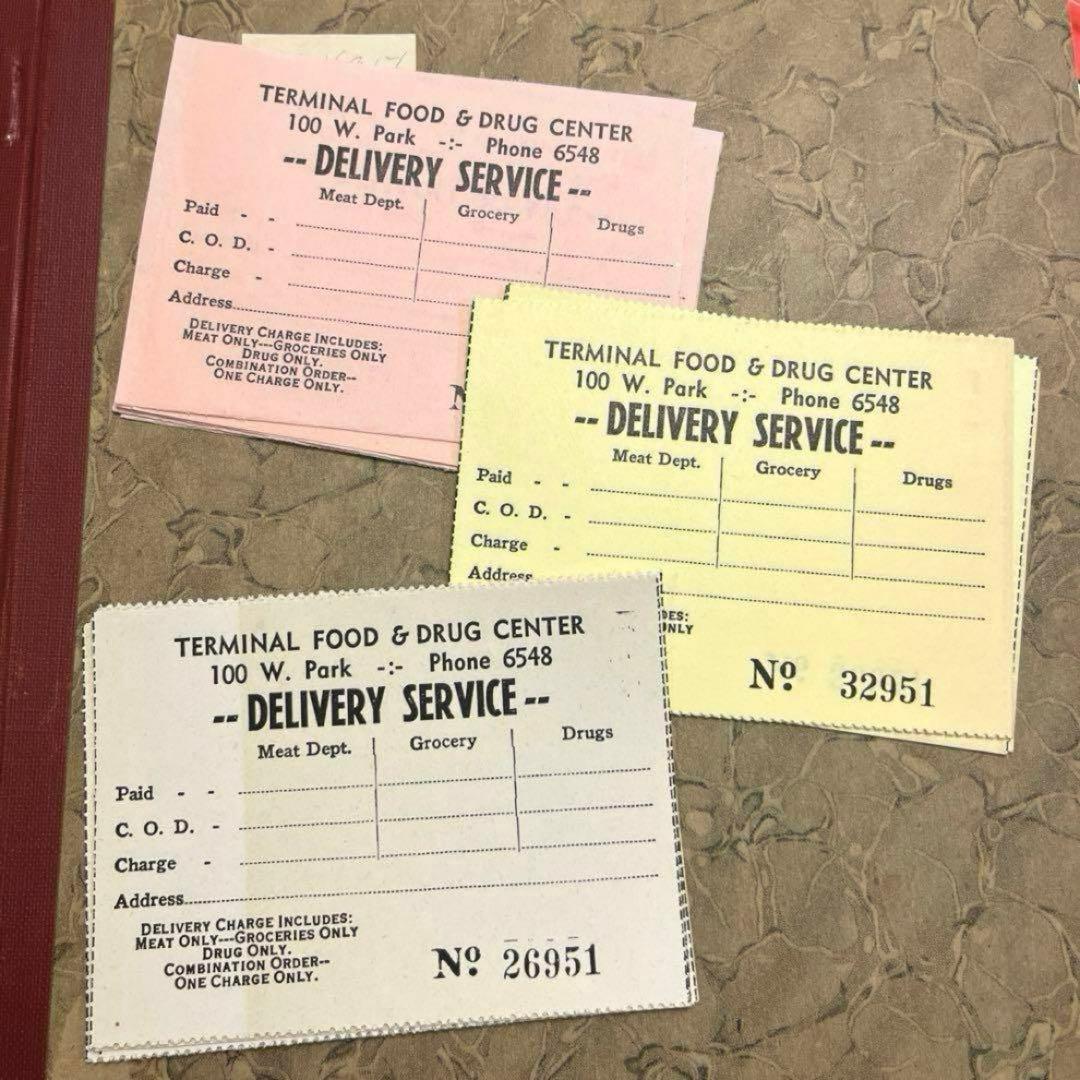 TERMINAL FOOD & DRUG CENTER
100 W. Park -:- Phone 6548
-- DELIVERY SERVICE --
Meat Dept. Grocery Drugs
Paid - -
C. O. D. -
Charge -
Address
DELIVERY CHARGE INCLUDES:
MEAT ONLY---GROCERIES ONLY
DRUG ONLY.
COMBINATION ORDER--
ONE CHARGE ONLY.
TERMINAL FOOD & DRUG CENTER
100 W. Park -:- Phone 6548
-- DELIVERY SERVICE --
Meat Dept. Grocery Drugs
Paid - -
C. O. D. -
Charge -
Address
DES:
ONLY
Nº 32951
TERMINAL FOOD & DRUG CENTER
100 W. Park -:- Phone 6548
-- DELIVERY SERVICE --
Meat Dept. Grocery Drugs
Paid - -
C. O. D. -
Charge -
Address
DELIVERY CHARGE INCLUDES:
MEAT ONLY---GROCERIES ONLY
DRUG ONLY.
COMBINATION ORDER--
ONE CHARGE ONLY.
Nº 26951